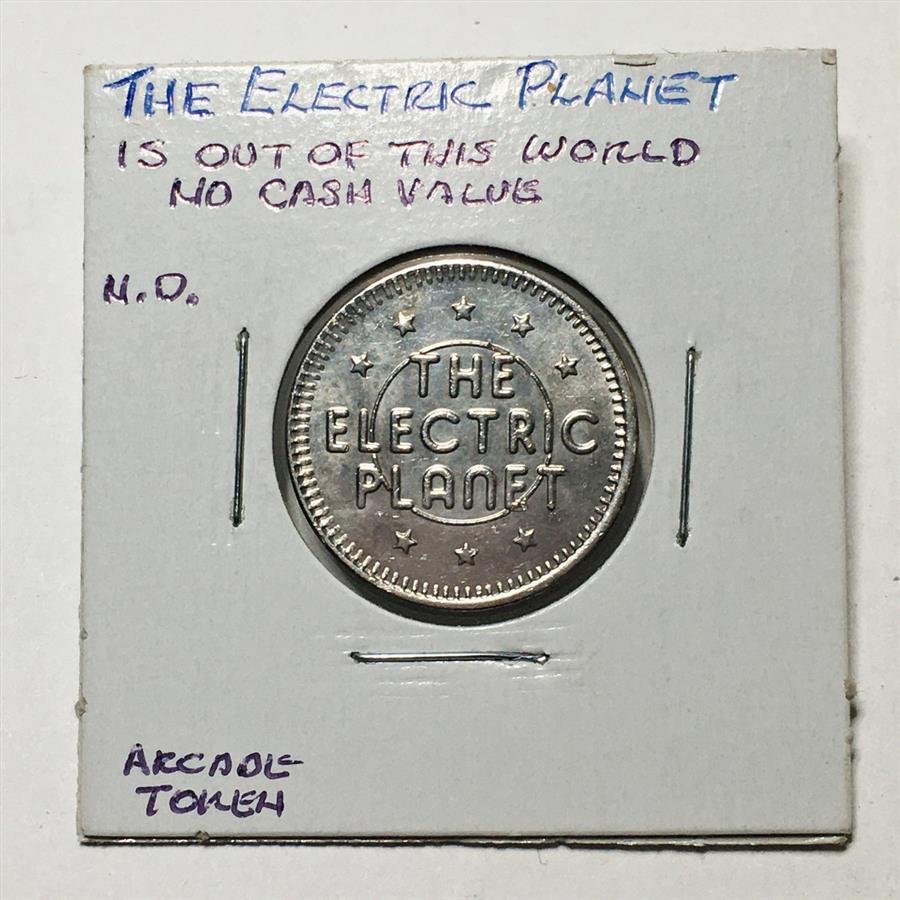 THE ELECTRIC PLANET
IS OUT OF THIS WORLD
NO CASH VALUE
N.D.
THE
ELECTRIC
PLANET
ARCADE
TOKEN